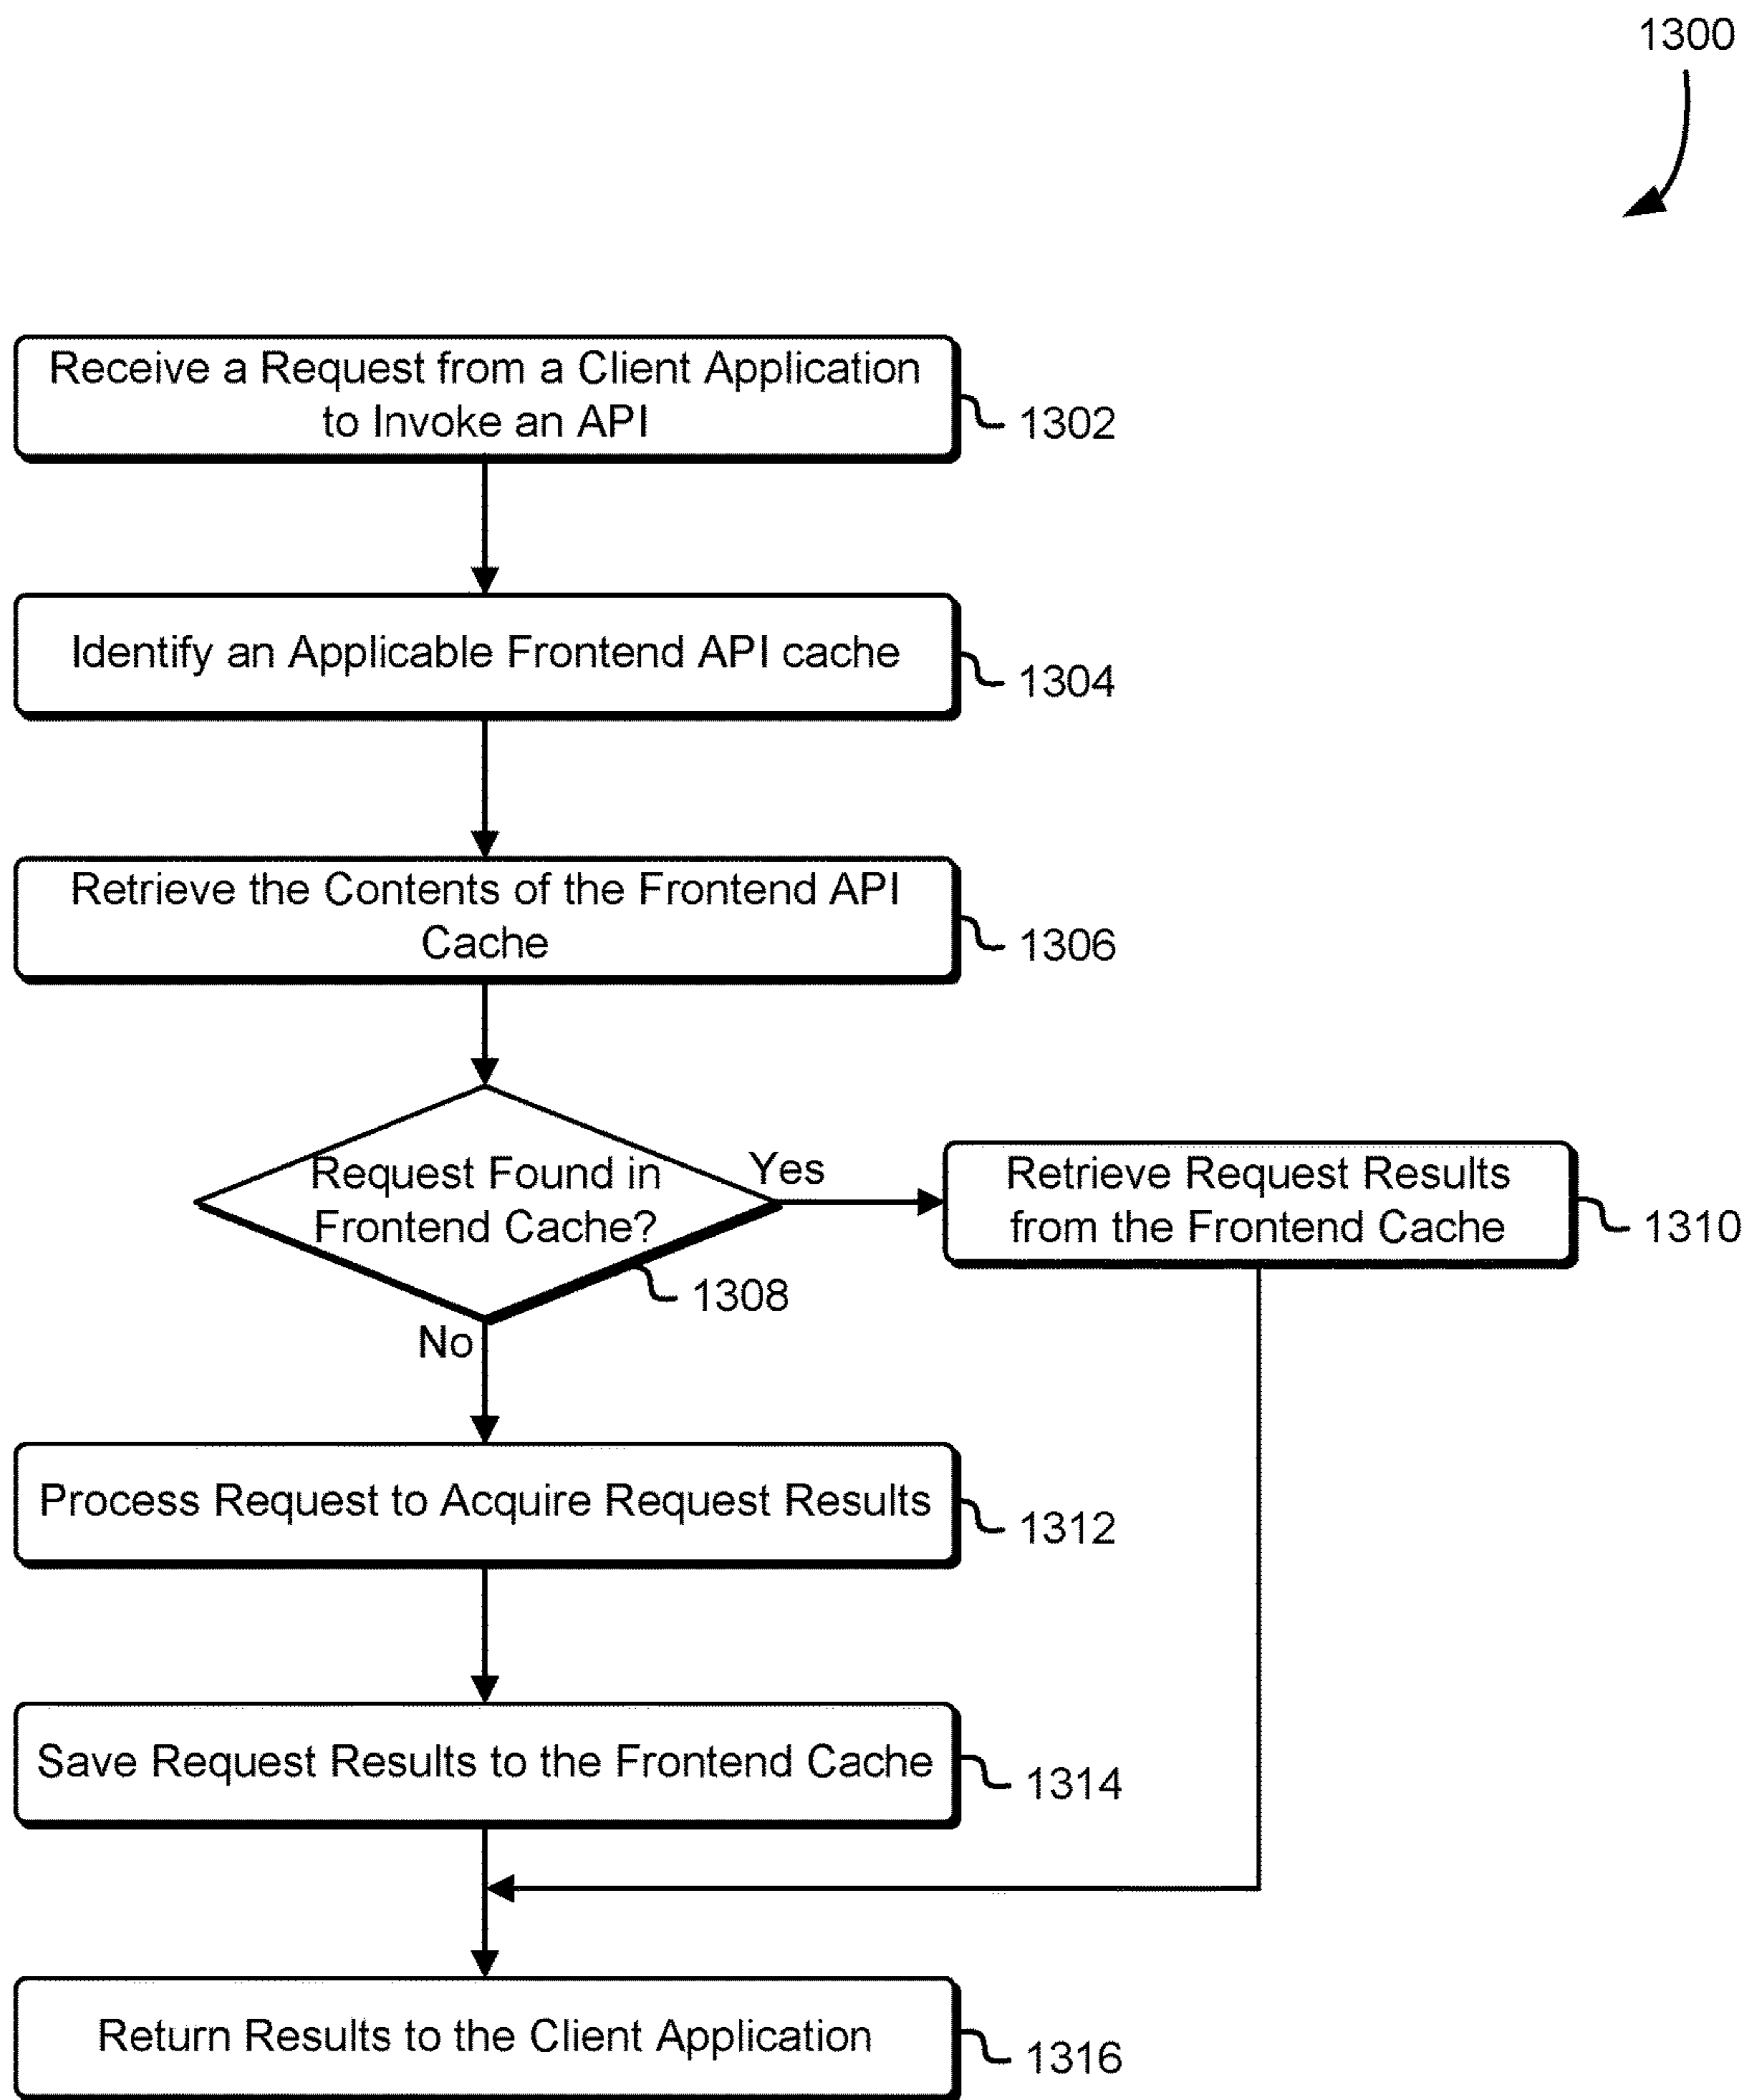 1300
Receive a Request from a Client Application
to Invoke an API
1302
Identify an Applicable Frontend API cache
1304
Retrieve the Contents of the Frontend API
Cache
1306
Request Found in
Frontend Cache?
1308
Yes
Retrieve Request Results
from the Frontend Cache
1310
No
Process Request to Acquire Request Results
1312
Save Request Results to the Frontend Cache
1314
Return Results to the Client Application
1316